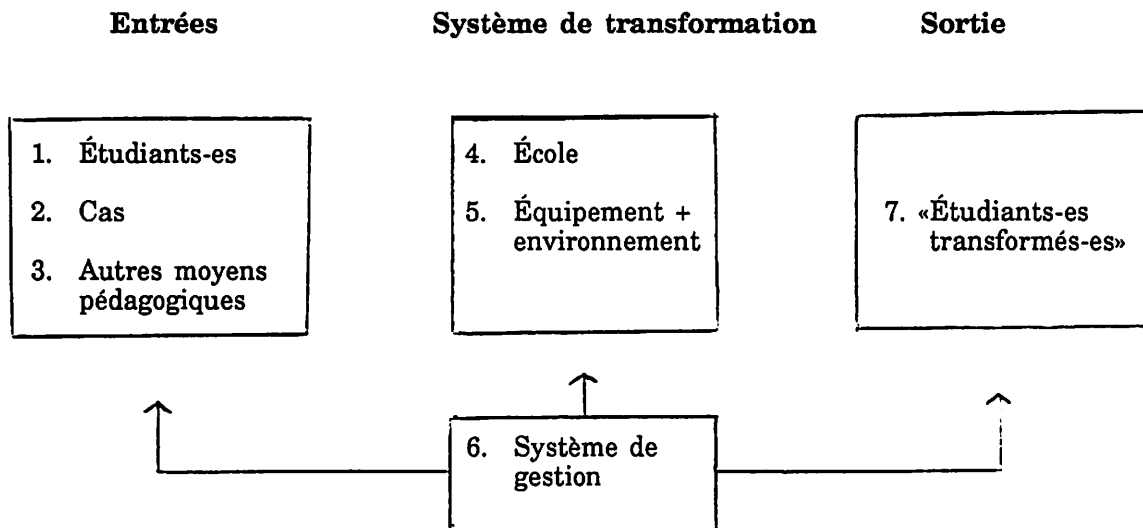 Entrées Système de transformation Sortie
1. Étudiants-es
2. Cas
3. Autres moyens
pédagogiques
4. École
5. Équipement +
environnement
7. «Étudiants-es
transformés-es»
6. Système de
gestion